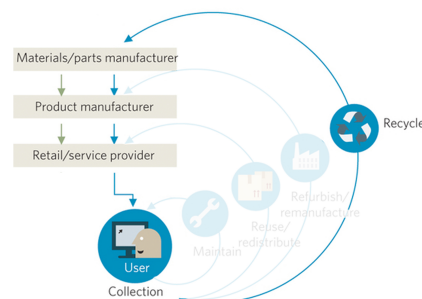 Materials/parts manufacturer
Product manufacturer
Retail/service provider
Recycle
Refurbish/
remanufacture
Reuse/
redistribute
Maintain
User
Collection